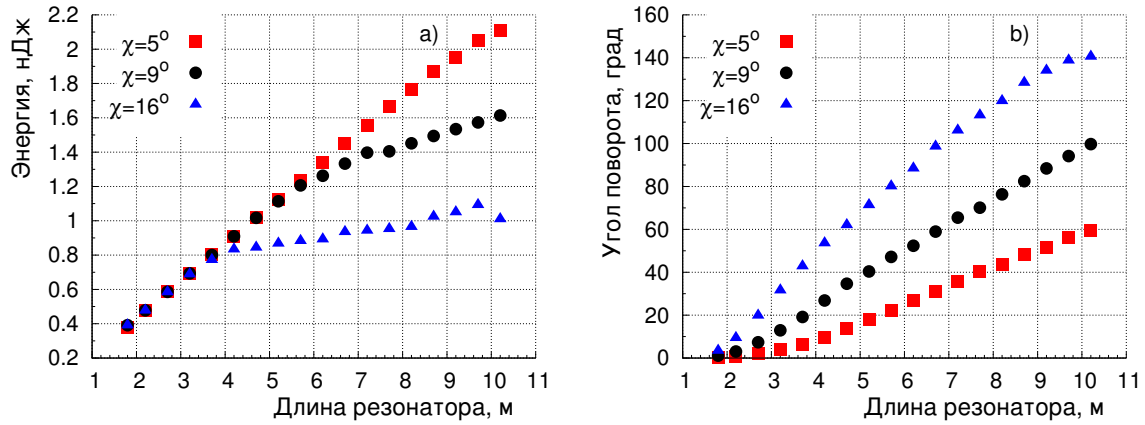 a)
χ=5°
χ=9°
χ=16°
Энергия, нДж
2.2
2
1.8
1.6
1.4
1.2
1
0.8
0.6
0.4
0.2
1 2 3 4 5 6 7 8 9 10 11
Длина резонатора, м
b)
χ=5°
χ=9°
χ=16°
Угол поворота, град
160
140
120
100
80
60
40
20
0
1 2 3 4 5 6 7 8 9 10 11
Длина резонатора, м